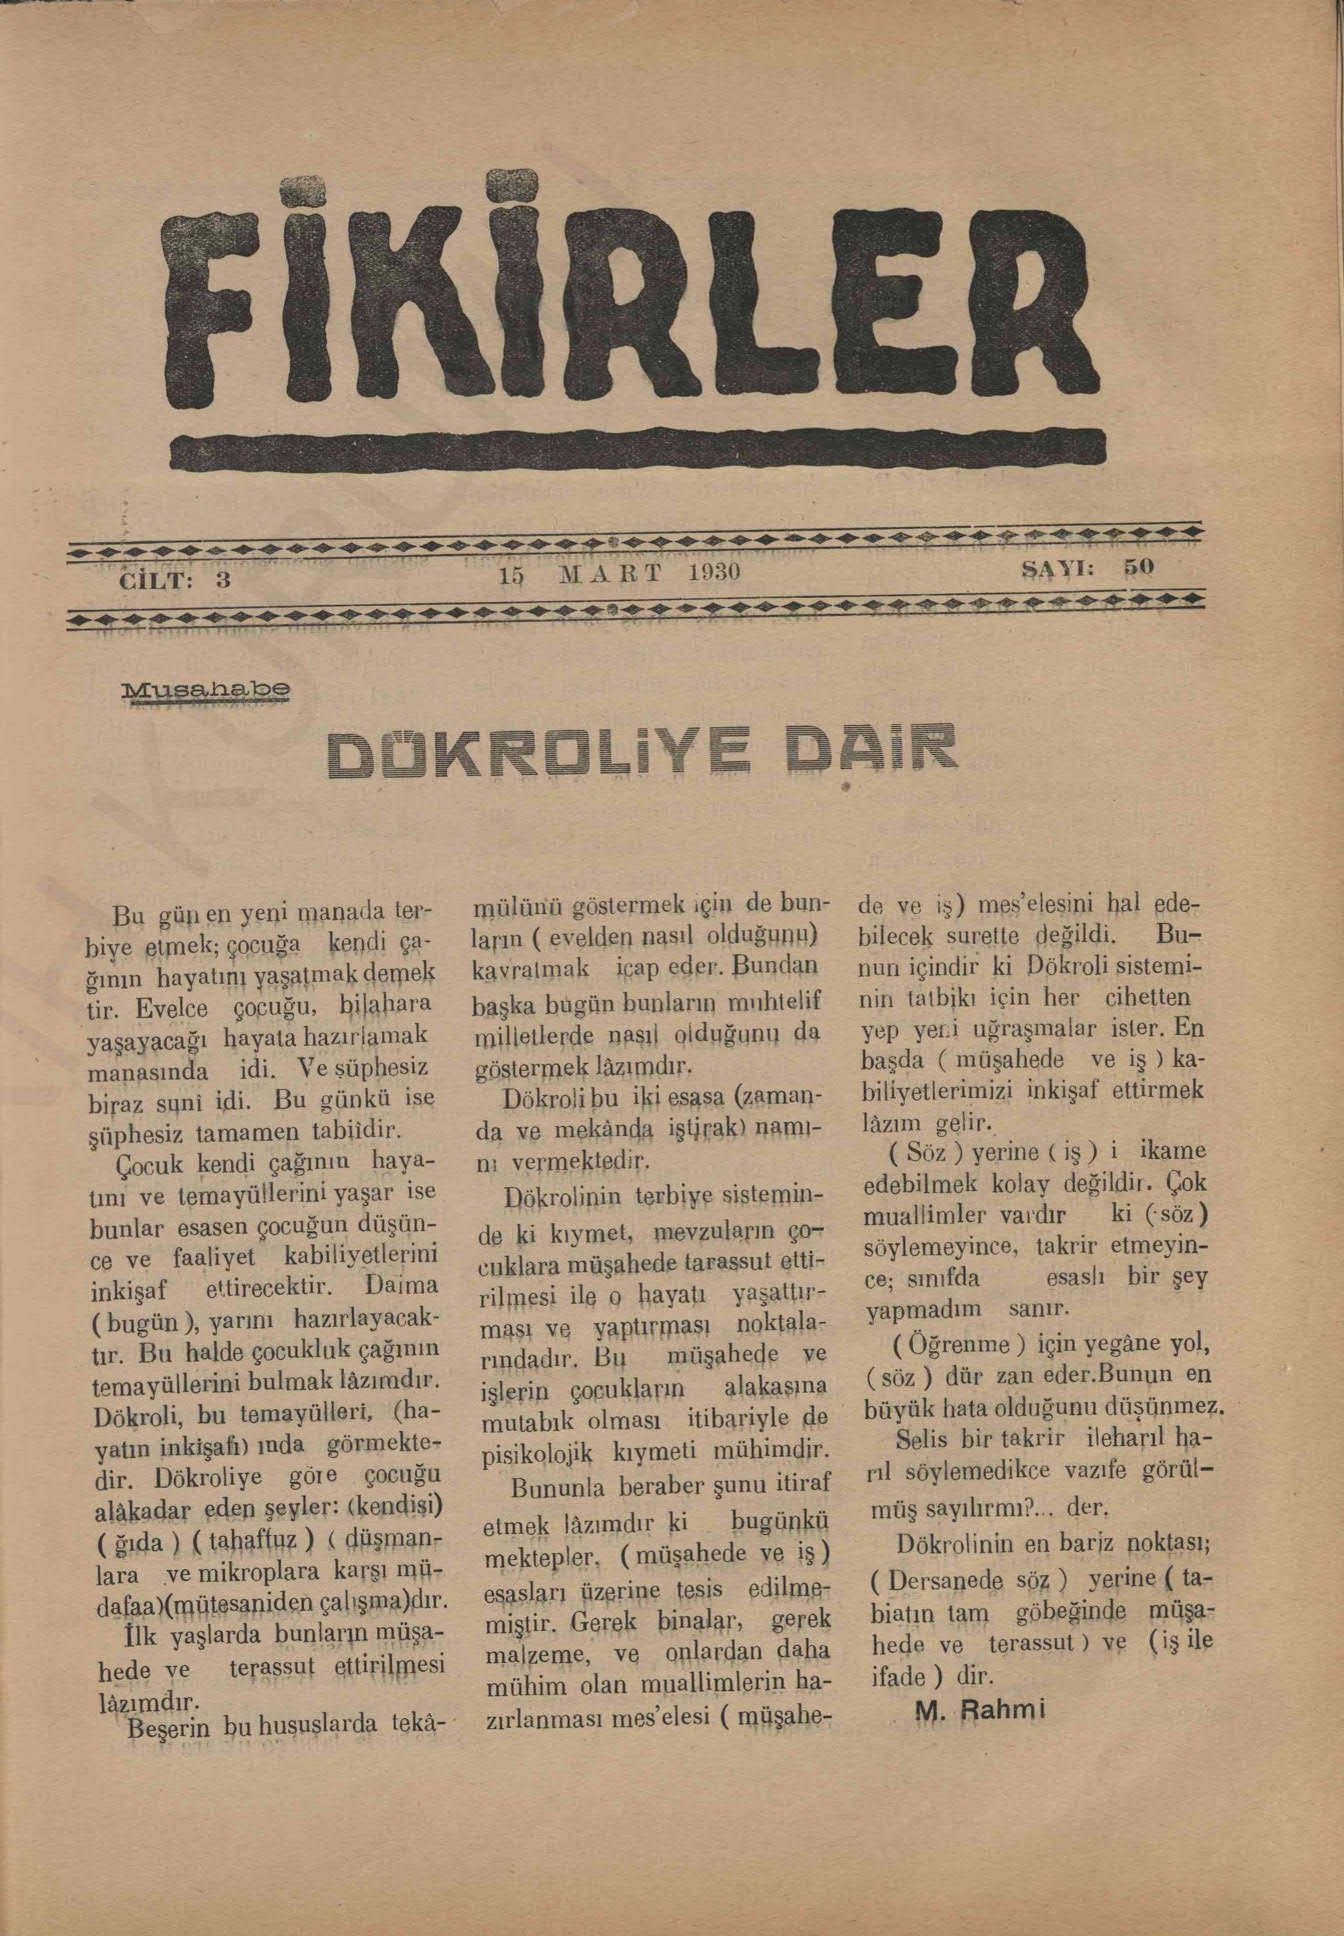 FİKİRLER
CİLT: 3 15 MART 1930 SAYI: 50
Musahabe
DÖKROLİYE DAİR
Bu gün en yeni manada ter-
biye etmek; çocuğa kendi ça-
ğının hayatını yaşatmak demek
tir. Evelce çocuğu, bilahara
yaşayacağı hayata hazırlamak
manasında idi. Ve şüphesiz
biraz suni idi. Bu günkü ise
şüphesiz tamamen tabiîdir.
Çocuk kendi çağının haya-
tını ve temayüllerini yaşar ise
bunlar esasen çocuğun düşün-
ce ve faaliyet kabiliyetlerini
inkişaf ettirecektir. Daima
( bugün ), yarını hazırlayacak-
tır. Bu halde çocukluk çağının
temayüllerini bulmak lâzımdır.
Dökroli, bu temayülleri, (ha-
yatın inkişafı) ında görmekte-
dir. Dökroliye göre çocuğu
alâkadar eden şeyler: (kendisi)
( ğıda ) ( tahaffuz ) ( düşman-
lara ve mikroplara karşı mü-
dafaa)(mütesaniden çalışma)dır.
İlk yaşlarda bunların müşa-
hede ve terassut ettirilmesi
lâzımdır.
Beşerin bu hususlarda tekâ-
mülünü göstermek için de bun-
ların ( evelden nasıl olduğunu)
kavratmak icap eder. Bundan
başka bugün bunların muhtelif
milletlerde nasıl olduğunu da
göstermek lâzımdır.
Dökroli bu iki esasa (zaman-
da ve mekânda iştirak) namı-
nı vermektedir.
Dökrolinin terbiye sistemin-
de ki kıymet, mevzuların ço-
cuklara müşahede tarassut etti-
rilmesi ile o hayatı yaşattır-
ması ve yaptırması noktala-
rındadır. Bu müşahede ve
işlerin çocukların alakasına
mutabık olması itibariyle de
pisikolojik kıymeti mühimdir.
Bununla beraber şunu itiraf
etmek lâzımdır ki bugünkü
mektepler, ( müşahede ve iş )
esasları üzerine tesis edilme-
miştir. Gerek binalar, gerek
malzeme, ve onlardan daha
mühim olan muallimlerin ha-
zırlanması mes'elesi ( müşahe-
de ve iş) mes'elesini hal ede-
bilecek surette değildi. Bu-
nun içindir ki Dökroli sistemi-
nin tatbikı için her cihetten
yep yeni uğraşmalar ister. En
başda ( müşahede ve iş ) ka-
biliyetlerimizi inkişaf ettirmek
lâzım gelir.
( Söz ) yerine ( iş ) i ikame
edebilmek kolay değildir. Çok
muallimler vardır ki ( söz )
söylemeyince, takrir etmeyin-
ce; sınıfda esaslı bir şey
yapmadım sanır.
( Öğrenme ) için yegâne yol,
( söz ) dür zan eder.Bunun en
büyük hata olduğunu düşünmez.
Selis bir takrir ileharıl ha-
rıl söylemedikce vazıfe görül-
müş sayılırmı?... der.
Dökrolinin en bariz noktası;
( Dersanede söz ) yerine ( ta-
biatın tam göbeğinde müşa-
hede ve terassut ) ve ( iş ile
ifade ) dir.
M. Rahmi